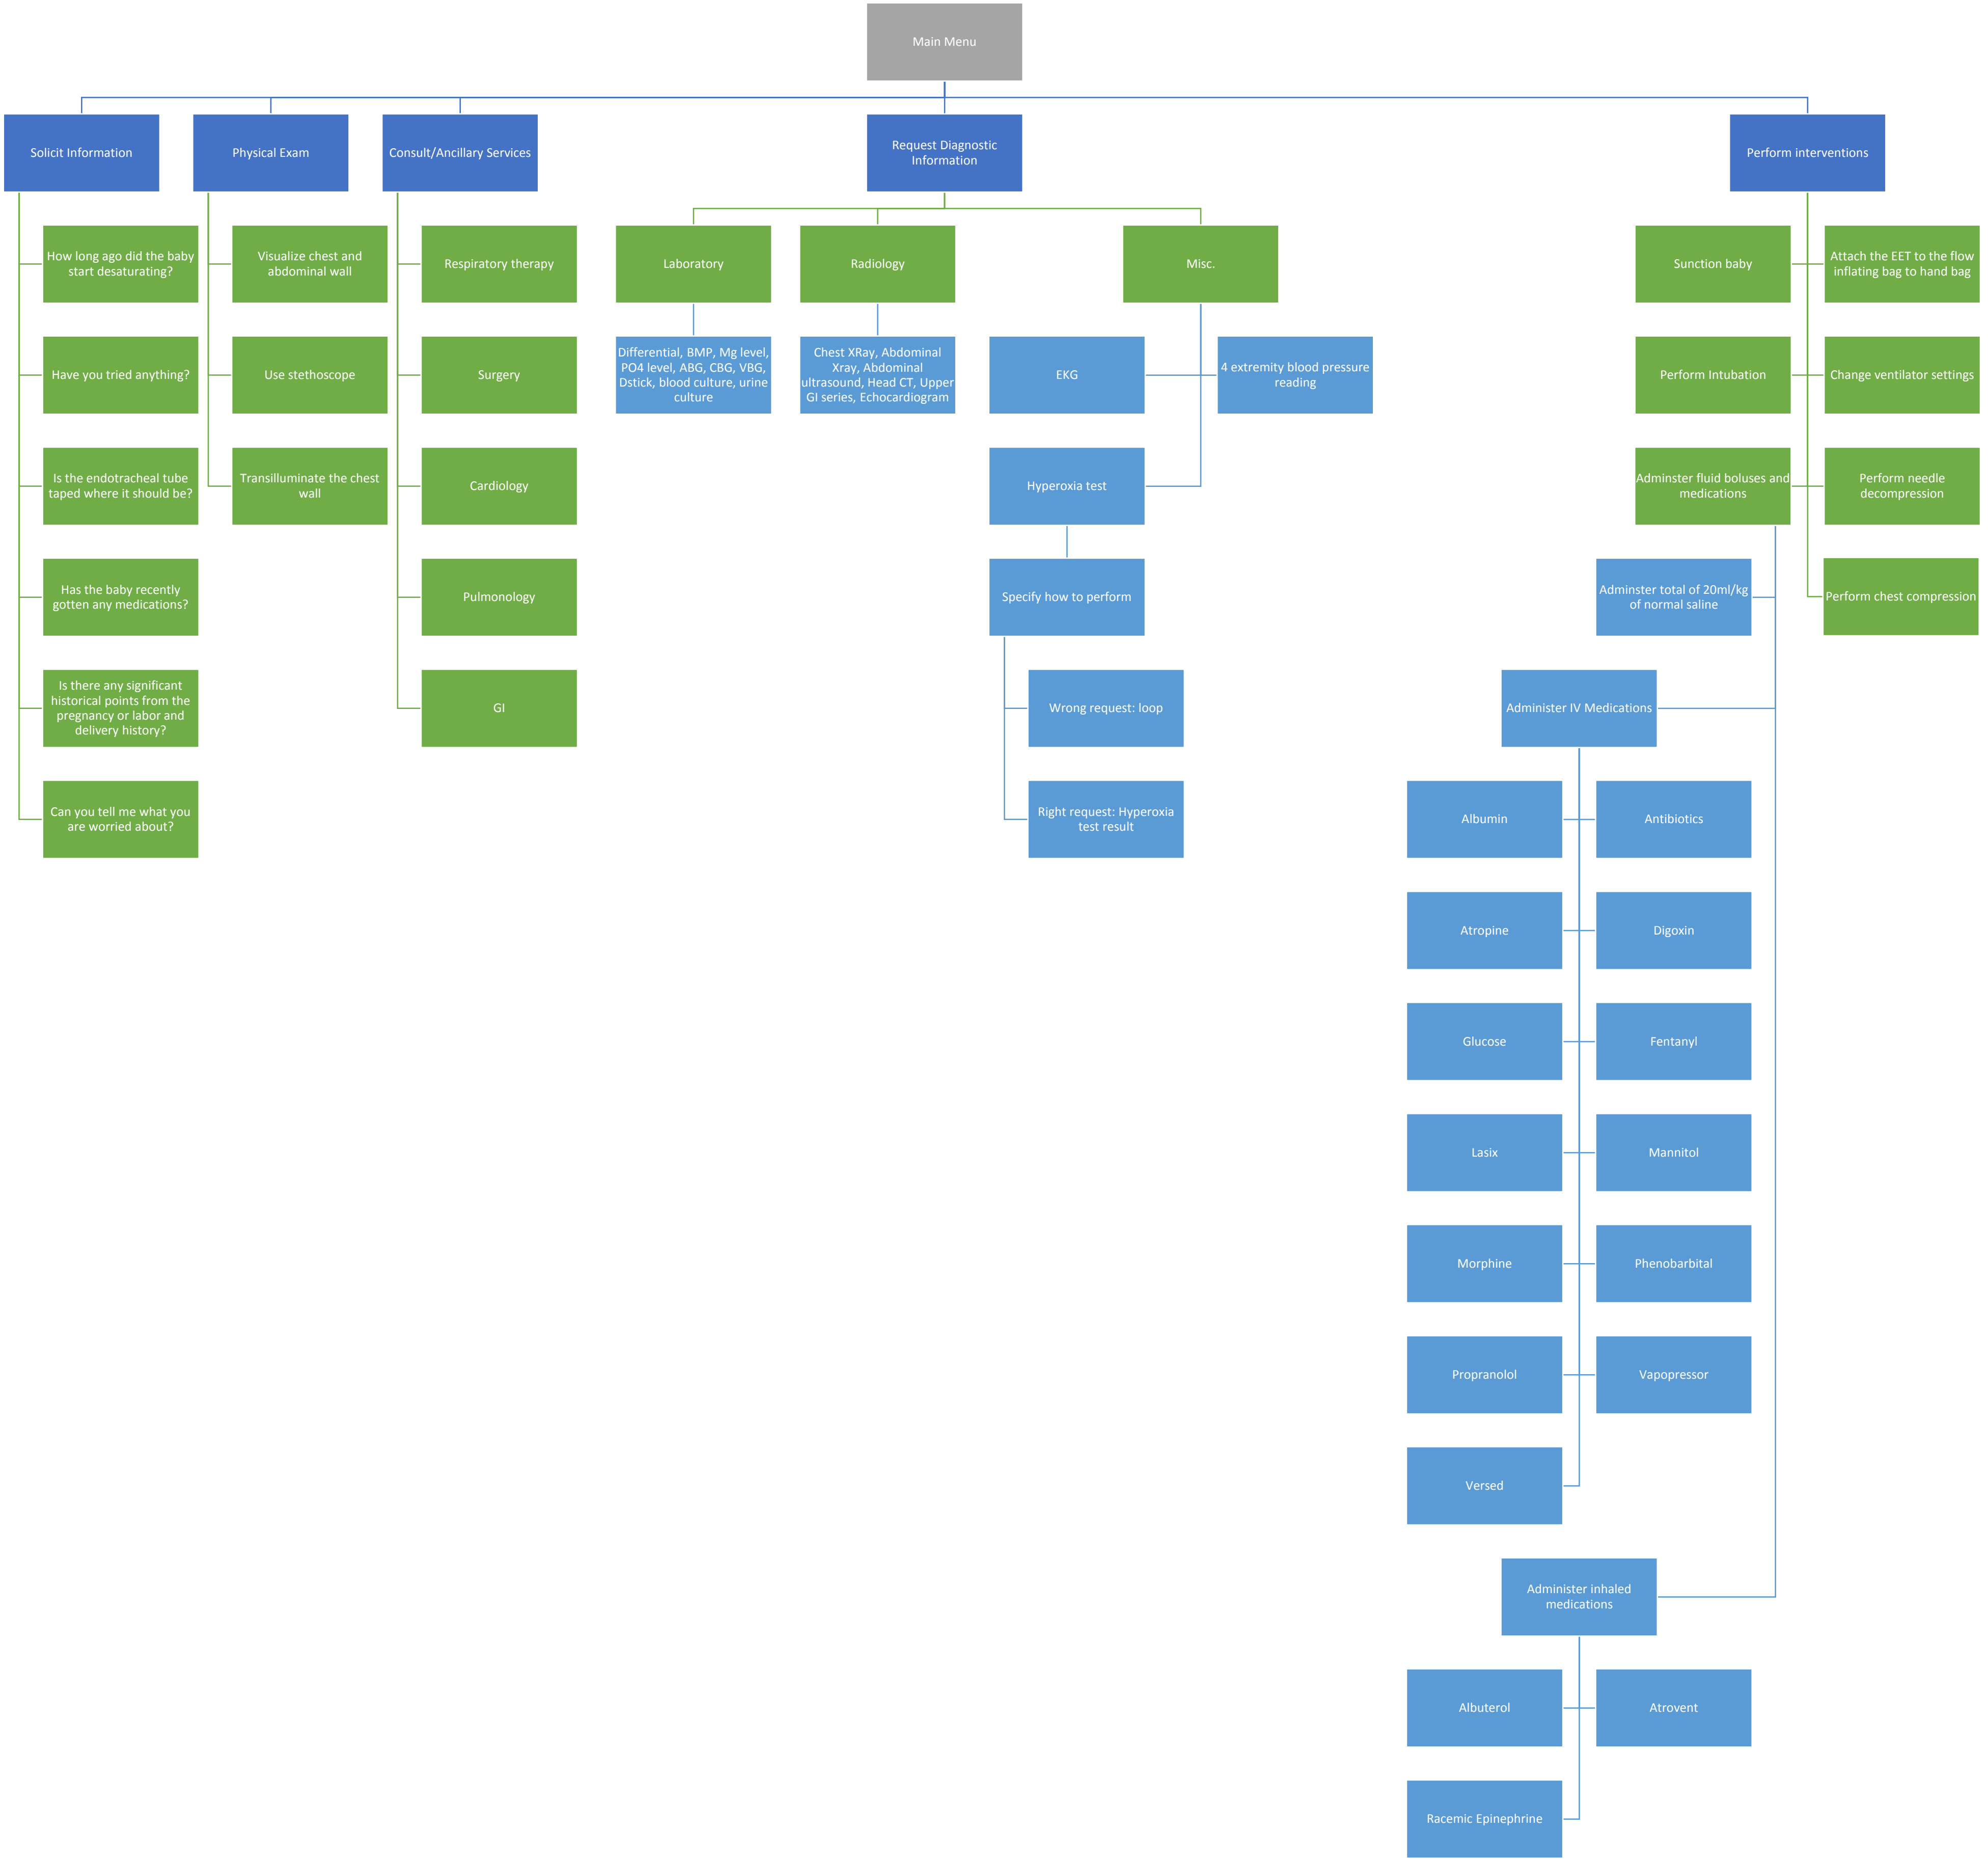 Main Menu
Solicit Information
Physical Exam
Consult/Ancillary Services
Request Diagnostic
Information
Perform interventions
How long ago did the baby
start desaturating?
Have you tried anything?
Is the endotracheal tube
taped where it should be?
Has the baby recently
gotten any medications?
Is there any significant
historical points from the
pregnancy or labor and
delivery history?
Can you tell me what you
are worried about?
Visualize chest and
abdominal wall
Use stethoscope
Transilluminate the chest
wall
Respiratory therapy
Surgery
Cardiology
Pulmonology
GI
Laboratory
Differential, BMP, Mg level,
PO4 level, ABG, CBG, VBG,
Dstick, blood culture, urine
culture
Radiology
Chest XRay, Abdominal
Xray, Abdominal
ultrasound, Head CT, Upper
GI series, Echocardiogram
Misc.
EKG
4 extremity blood pressure
reading
Hyperoxia test
Specify how to perform
Wrong request: loop
Right request: Hyperoxia
test result
Sunction baby
Attach the EET to the flow
inflating bag to hand bag
Perform Intubation
Change ventilator settings
Adminster fluid boluses and
medications
Perform needle
decompression
Adminster total of 20ml/kg
of normal saline
Perform chest compression
Administer IV Medications
Albumin
Antibiotics
Atropine
Digoxin
Glucose
Fentanyl
Lasix
Mannitol
Morphine
Phenobarbital
Propranolol
Vapopressor
Versed
Administer inhaled
medications
Albuterol
Atrovent
Racemic Epinephrine